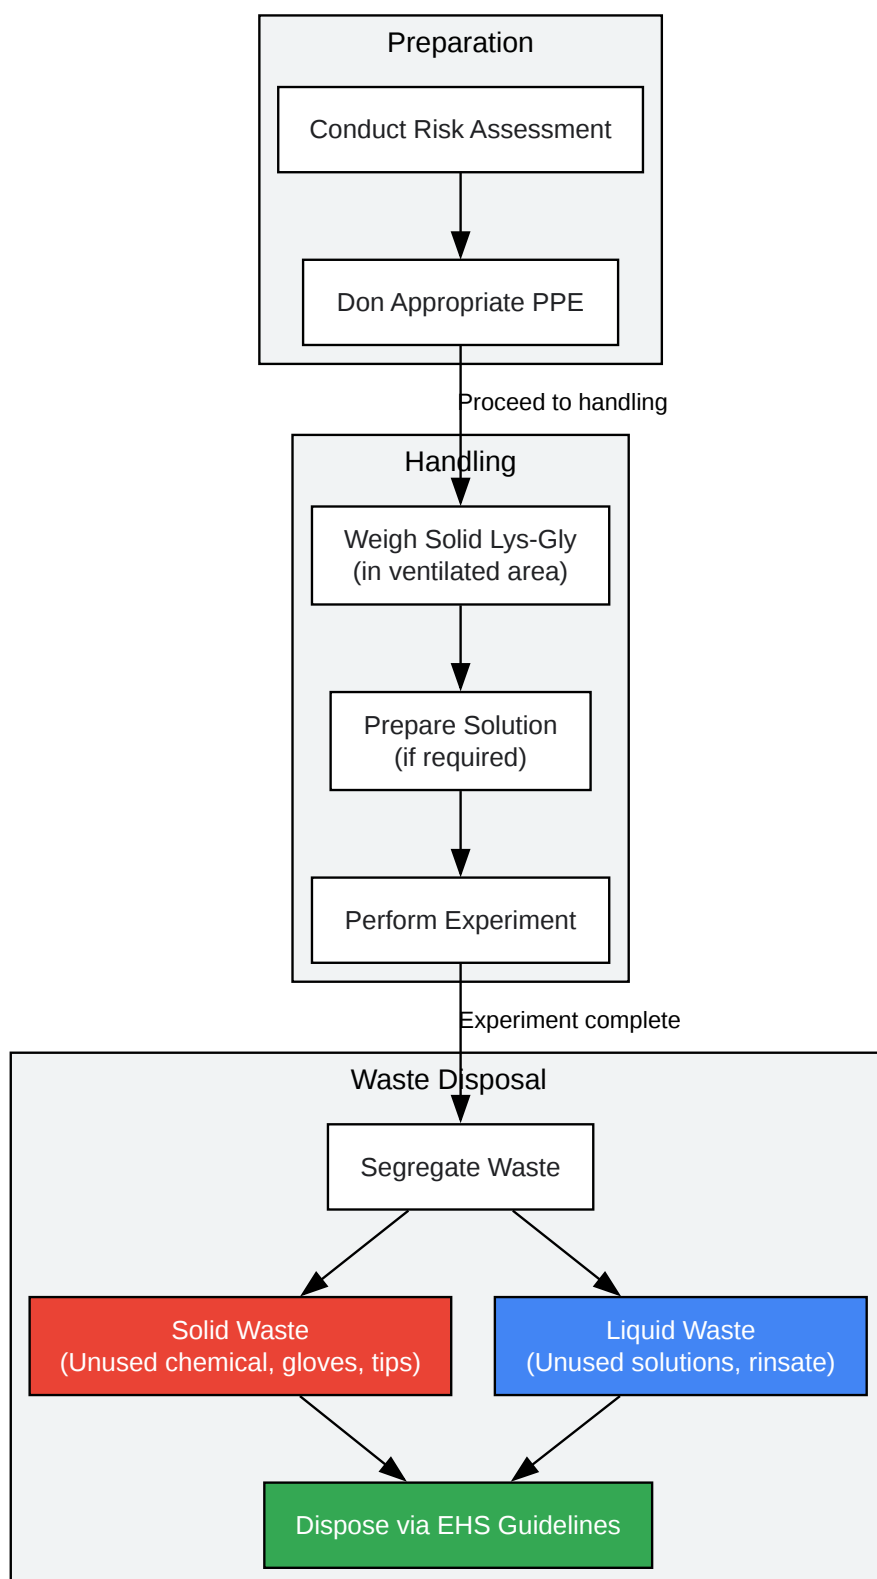 Preparation
Conduct Risk Assessment
Don Appropriate PPE
Proceed to handling
Handling
Weigh Solid Lys-Gly
(in ventilated area)
Prepare Solution
(if required)
Perform Experiment
Experiment complete
Waste Disposal
Segregate Waste
Solid Waste
(Unused chemical, gloves, tips)
Liquid Waste
(Unused solutions, rinsate)
Dispose via EHS Guidelines